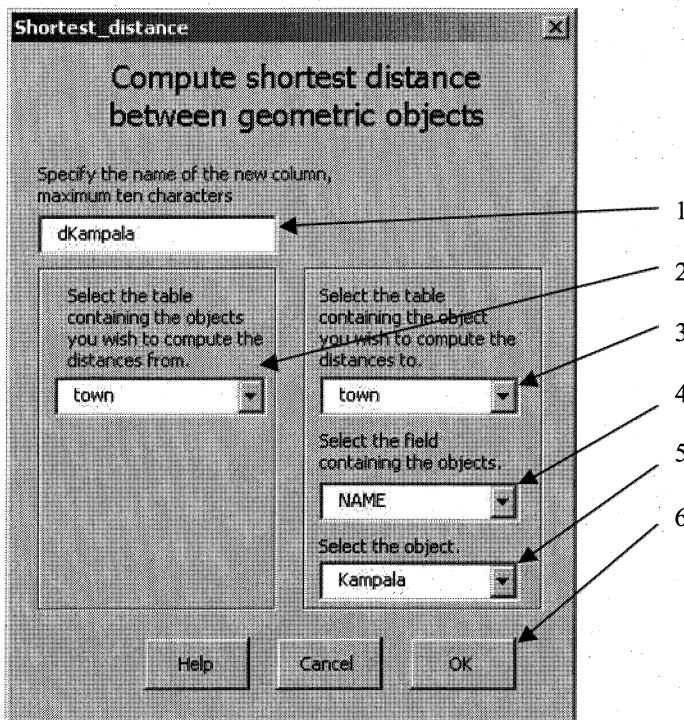 Shortest_distance
Compute shortest distance
between geometric objects
Specify the name of the new column,
maximum ten characters
dKampala
1
Select the table
containing the objects
you wish to compute the
distances from.
town
2
Select the table
containing the object
you wish to compute the
distances to.
town
3
Select the field
containing the objects.
NAME
4
Select the object.
Kampala
5
Help
Cancel
OK
6